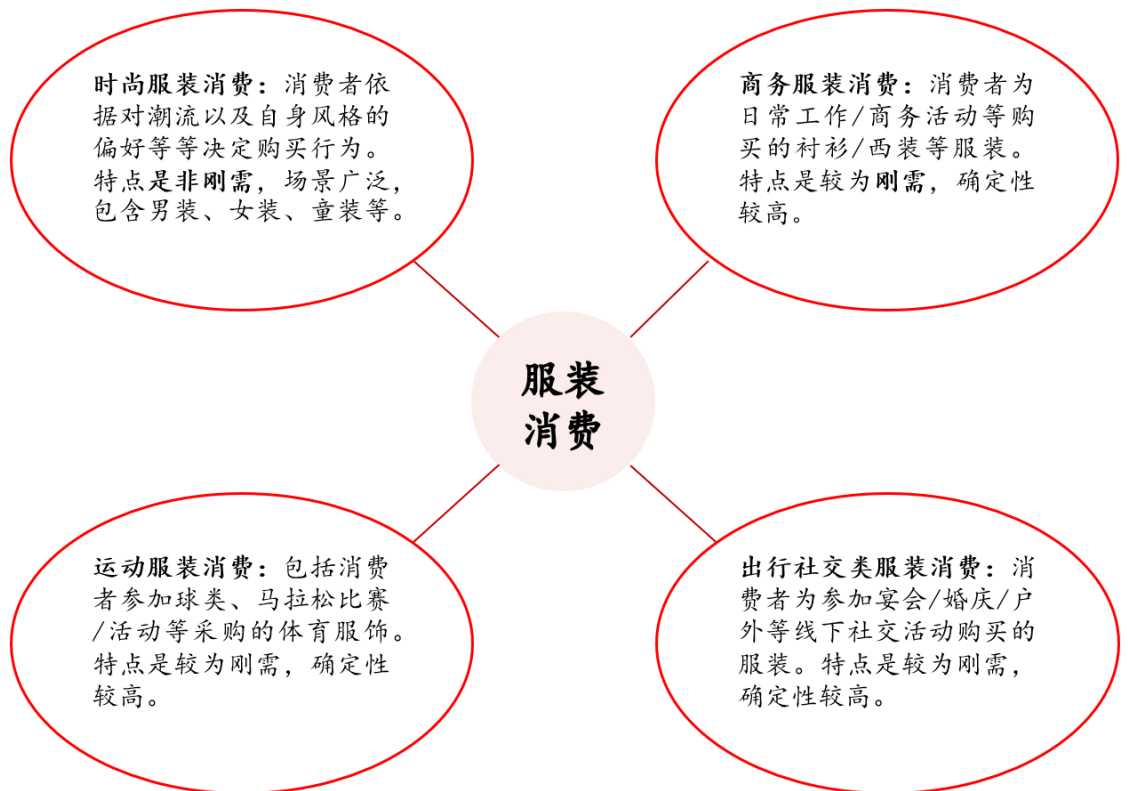 时尚服装消费：消费者依
据对潮流以及自身风格的
偏好等等决定购买行为。
特点是非刚需，场景广泛，
包含男装、女装、童装等。
商务服装消费：消费者为
日常工作/商务活动等购
买的衬衫/西装等服装。
特点是较为刚需，确定性
较高。
服装
消费
运动服装消费：包括消费
者参加球类、马拉松比赛
/活动等采购的体育服饰。
特点是较为刚需，确定性
较高。
出行社交类服装消费：消
费者为参加宴会/婚庆/户
外等线下社交活动购买的
服装。特点是较为刚需，
确定性较高。